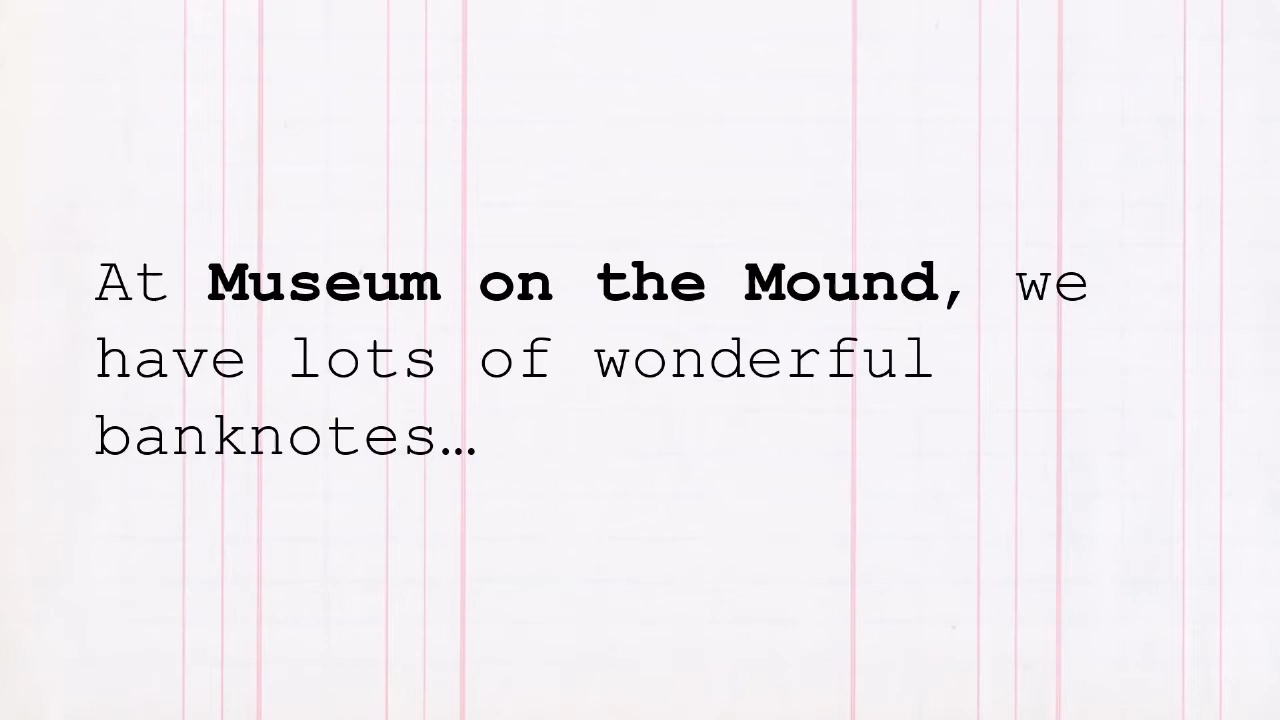 At Museum on the Mound, we
have lots of wonderful
banknotes…